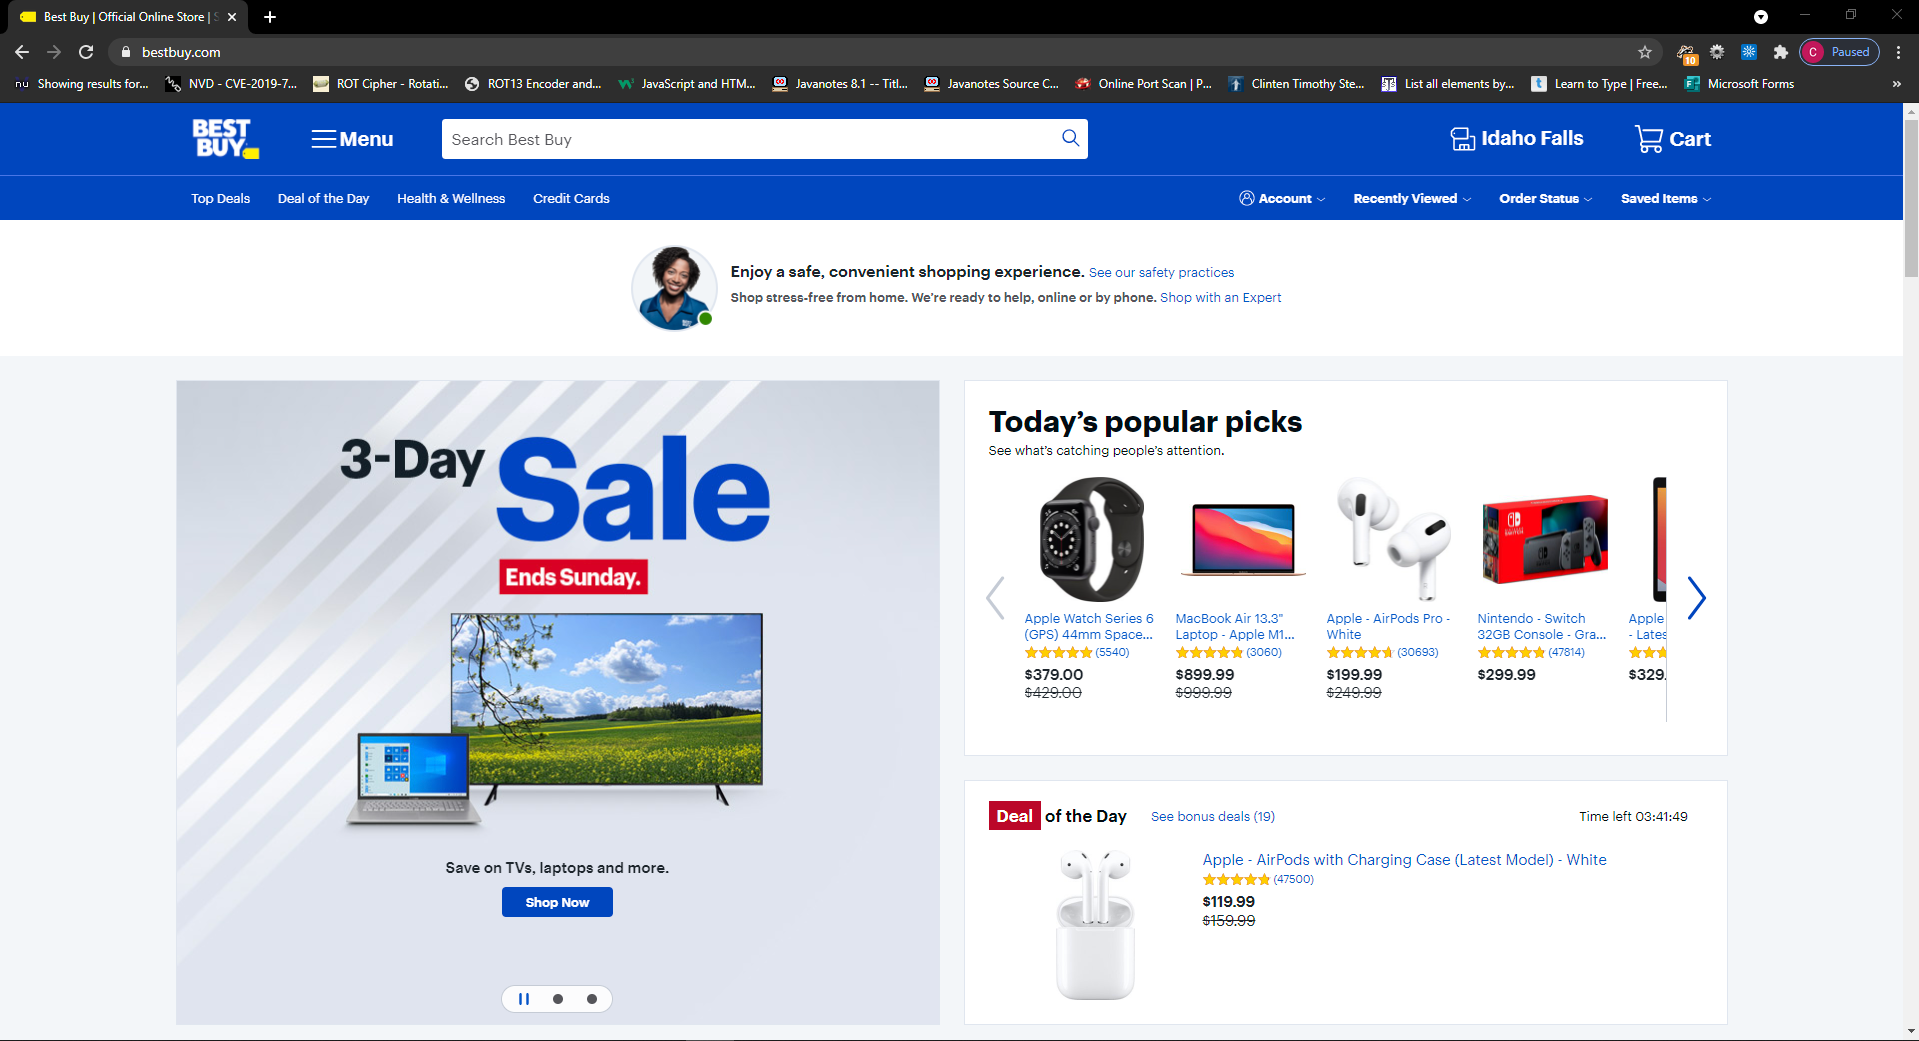 Best Buy | Official Online Store |
bestbuy.com
10
C
Paused
nu Showing results for...
NVD - CVE-2019-7...
ROT Cipher - Rotati...
ROT13 Encoder and...
JavaScript and HTM...
Javanotes 8.1 -- Titl...
Javanotes Source C...
Online Port Scan | P...
Clinten Timothy Ste...
List all elements by...
t Learn to Type | Free...
Microsoft Forms
»
BEST
BUY
Menu
Search Best Buy
Idaho Falls
Cart
Top Deals
Deal of the Day
Health & Wellness
Credit Cards
Account
Recently Viewed
Order Status
Saved Items
Enjoy a safe, convenient shopping experience. See our safety practices
Shop stress-free from home. We're ready to help, online or by phone. Shop with an Expert
3-Day Sale
Ends Sunday.
Save on TVs, laptops and more.
Shop Now
Today's popular picks
See what's catching people's attention.
Apple Watch Series 6
(GPS) 44mm Space...
(5540)
$379.00
$429.00
MacBook Air 13.3"
Laptop - Apple M1...
(3060)
$899.99
$999.99
Apple - AirPods Pro -
White
(30693)
$199.99
$249.99
Nintendo - Switch
32GB Console - Gra...
(47814)
$299.99
Apple
- Lates
$329.
Deal of the Day
See bonus deals (19)
Time left 03:41:49
Apple - AirPods with Charging Case (Latest Model) - White
(47500)
$119.99
$159.99